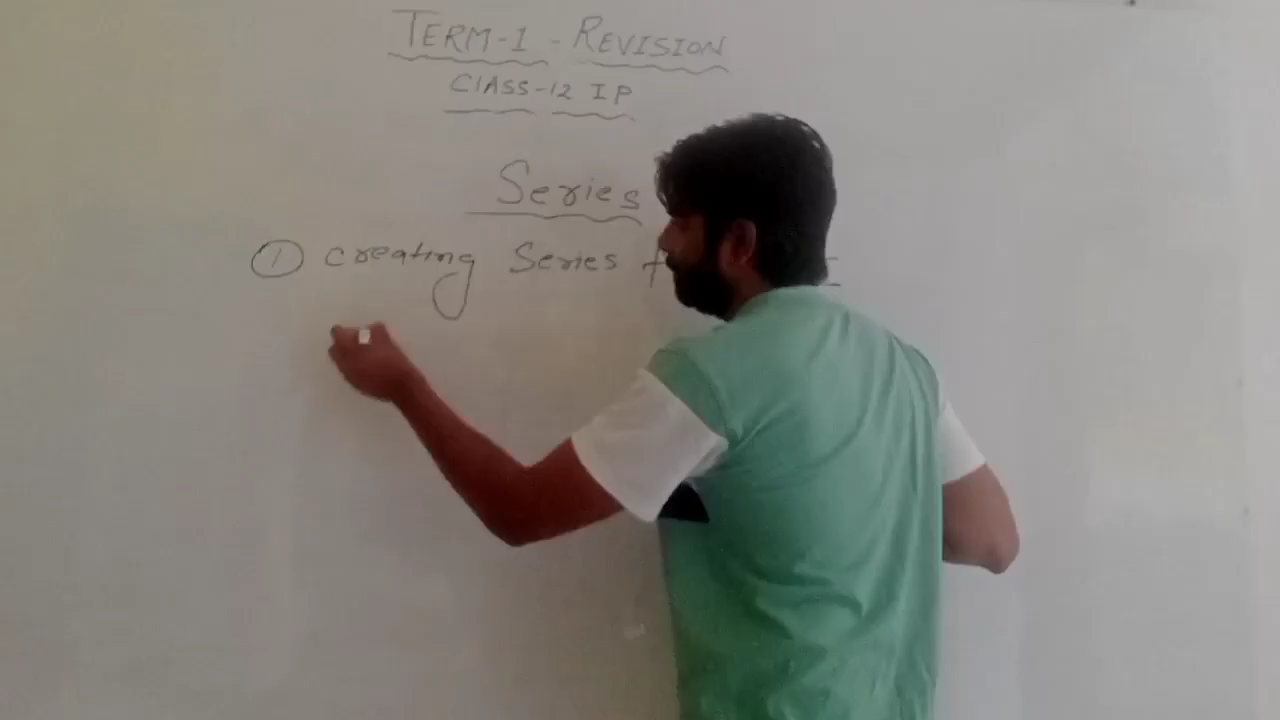 TERM-1 - REVISION
CLASS-12 IP
Series
① creating Series f